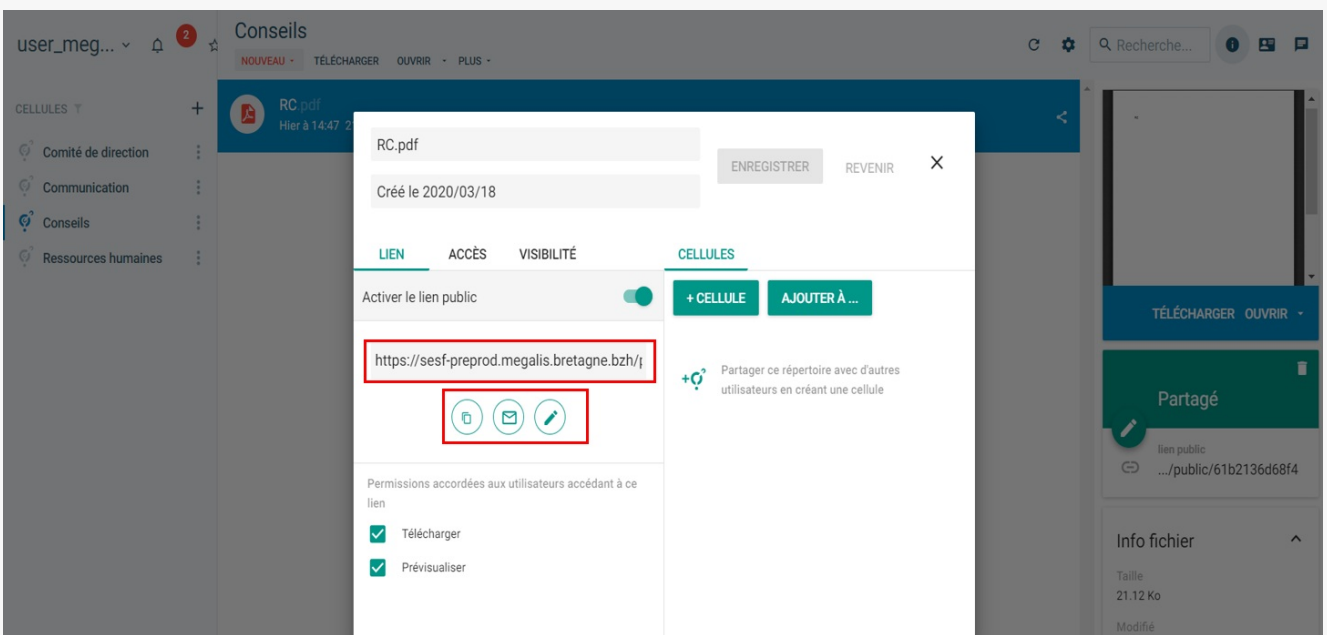 user_meg...
2
Conseils
NOUVEAU
TÉLÉCHARGER
OUVRIR
PLUS
Recherche...
CELLULES
+
Comité de direction
Communication
Conseils
Ressources humaines
RC.pdf
Hier à 14:47
RC.pdf
Créé le 2020/03/18
ENREGISTRER
REVENIR
X
LIEN
ACCÈS
VISIBILITÉ
Activer le lien public
https://sesf-preprod.megalis.bretagne.bzh/
Permissions accordées aux utilisateurs accédant à ce
lien
Télécharger
Prévisualiser
CELLULES
+ CELLULE
AJOUTER À ...
Partager ce répertoire avec d'autres
utilisateurs en créant une cellule
TÉLÉCHARGER OUVRIR
Partagé
lien public
.../public/61b2136d68f4
Info fichier
Taille
21.12 Ko
Modifié